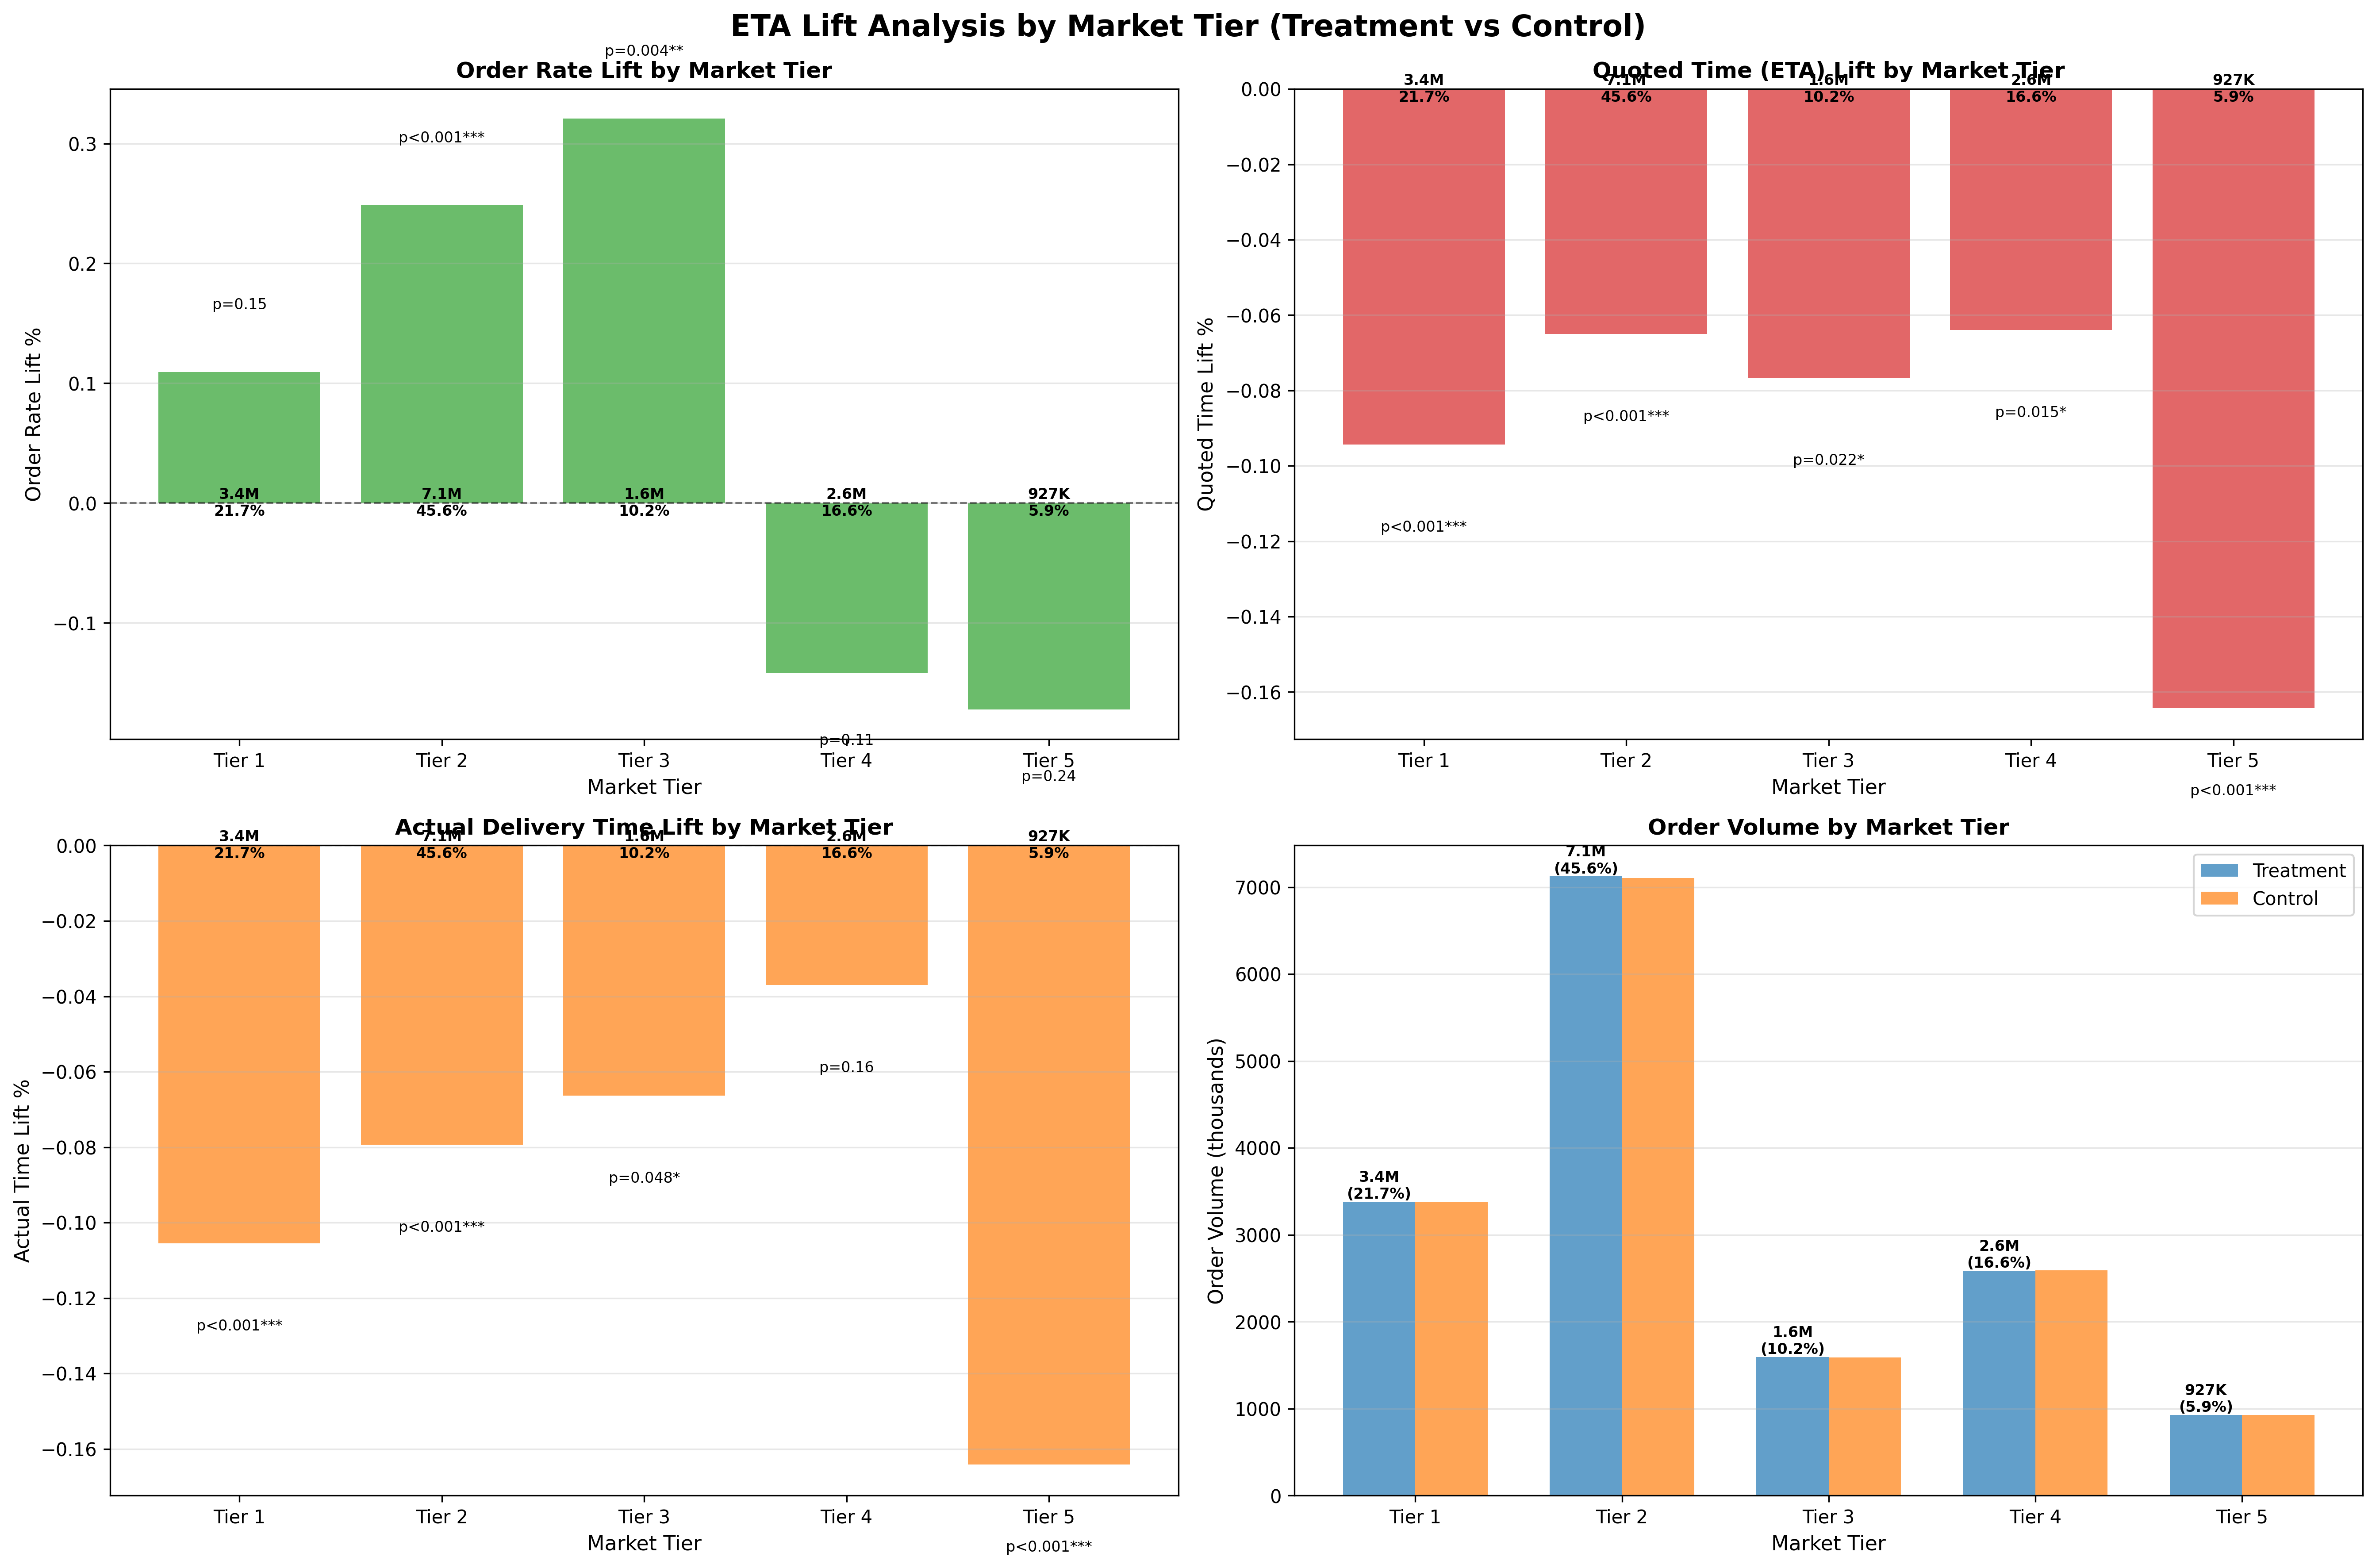 ETA Lift Analysis by Market Tier (Treatment vs Control)
Order Rate Lift by Market Tier
p=0.004**
p<0.001***
p=0.15
0.3
0.2
0.1
0.0
−0.1
Order Rate Lift %
3.4M
21.7%
7.1M
45.6%
1.6M
10.2%
2.6M
16.6%
927K
5.9%
p=0.11
p=0.24
Tier 1
Tier 2
Tier 3
Tier 4
Tier 5
Market Tier
Quoted Time (ETA) Lift by Market Tier
3.4M
21.7%
7.1M
45.6%
1.6M
10.2%
2.6M
16.6%
927K
5.9%
0.00
−0.02
−0.04
−0.06
−0.08
−0.10
−0.12
−0.14
−0.16
Quoted Time Lift %
p<0.001***
p<0.001***
p=0.022*
p=0.015*
p<0.001***
Tier 1
Tier 2
Tier 3
Tier 4
Tier 5
Market Tier
Actual Delivery Time Lift by Market Tier
3.4M
21.7%
7.1M
45.6%
1.6M
10.2%
2.6M
16.6%
927K
5.9%
0.00
−0.02
−0.04
−0.06
−0.08
−0.10
−0.12
−0.14
−0.16
Actual Time Lift %
p<0.001***
p<0.001***
p=0.048*
p=0.16
p<0.001***
Tier 1
Tier 2
Tier 3
Tier 4
Tier 5
Market Tier
Order Volume by Market Tier
Treatment
Control
7000
6000
5000
4000
3000
2000
1000
0
Order Volume (thousands)
3.4M
(21.7%)
7.1M
(45.6%)
1.6M
(10.2%)
2.6M
(16.6%)
927K
(5.9%)
Tier 1
Tier 2
Tier 3
Tier 4
Tier 5
Market Tier